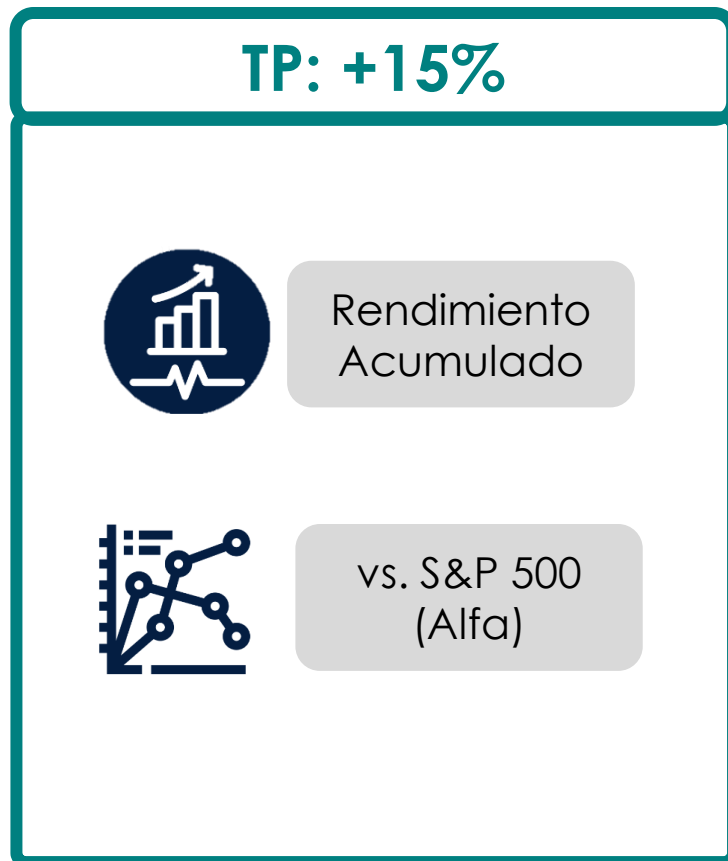 TP: +15%
Rendimiento
Acumulado
vs. S&P 500
(Alfa)